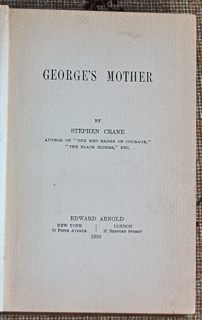 GEORGE'S MOTHER
BY
STEPHEN CRANE
AUTHOR OF "THE RED BADGE OF COURAGE,"
"THE BLACK RIDERS," ETC.
EDWARD ARNOLD
NEW YORK
70 FIFTH AVENUE
LONDON
37 BEDFORD STREET
1896